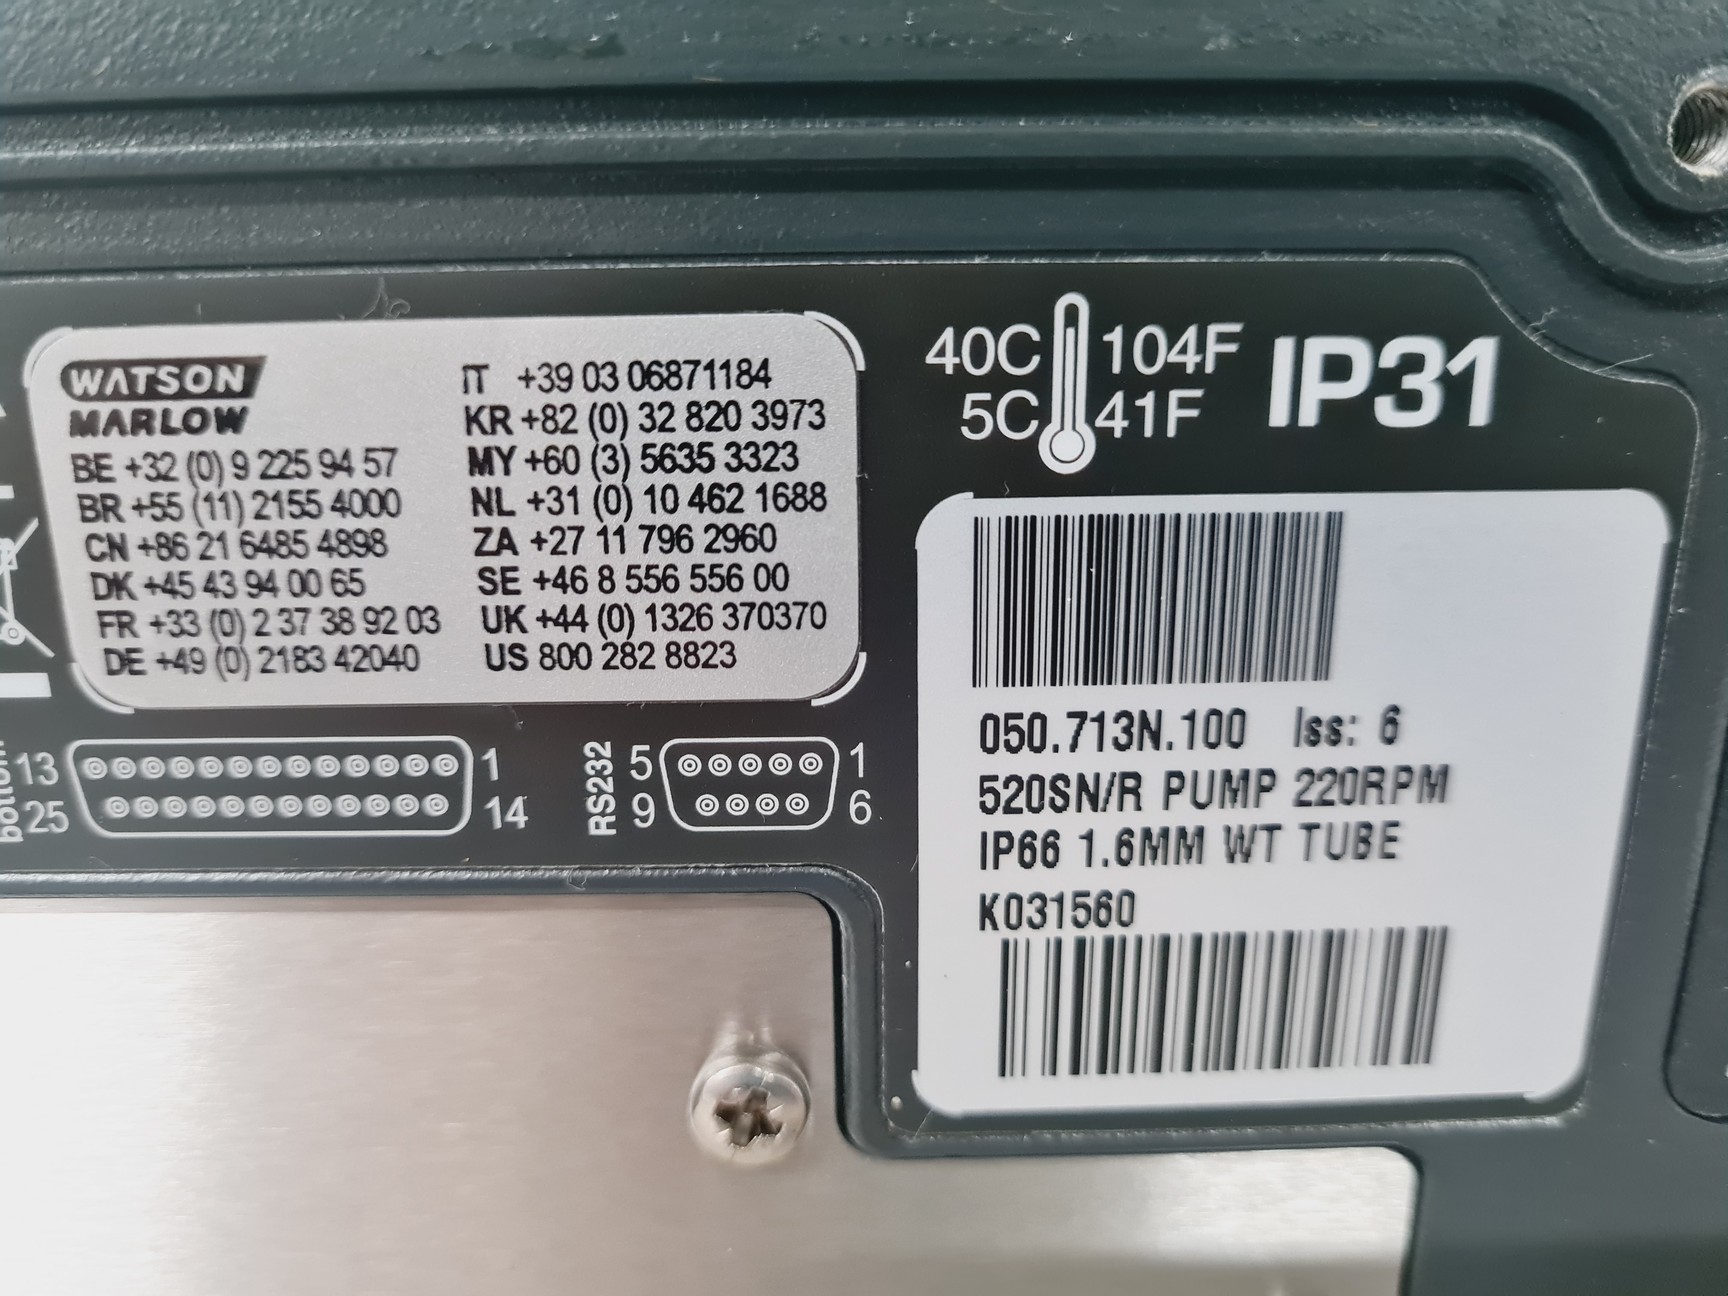 WATSON
MARLOW
BE +32 (0) 9 225 94 57
BR +55 (11) 2155 4000
CN +86 21 6485 4898
DK +45 43 94 00 65
FR +33 (0) 2 37 38 92 03
DE +49 (0) 2183 42040
IT +39 03 06871184
KR +82 (0) 32 820 3973
MY +60 (3) 5635 3323
NL +31 (0) 10 462 1688
ZA +27 11 796 2960
SE +46 8 556 556 00
UK +44 (0) 1326 370370
US 800 282 8823
40C 104F
5C 41F
IP31
bottom
13 1
25 14
RS232
5 1
9 6
050.713N.100 Iss: 6
520SN/R PUMP 220RPM
IP66 1.6MM WT TUBE
K031560